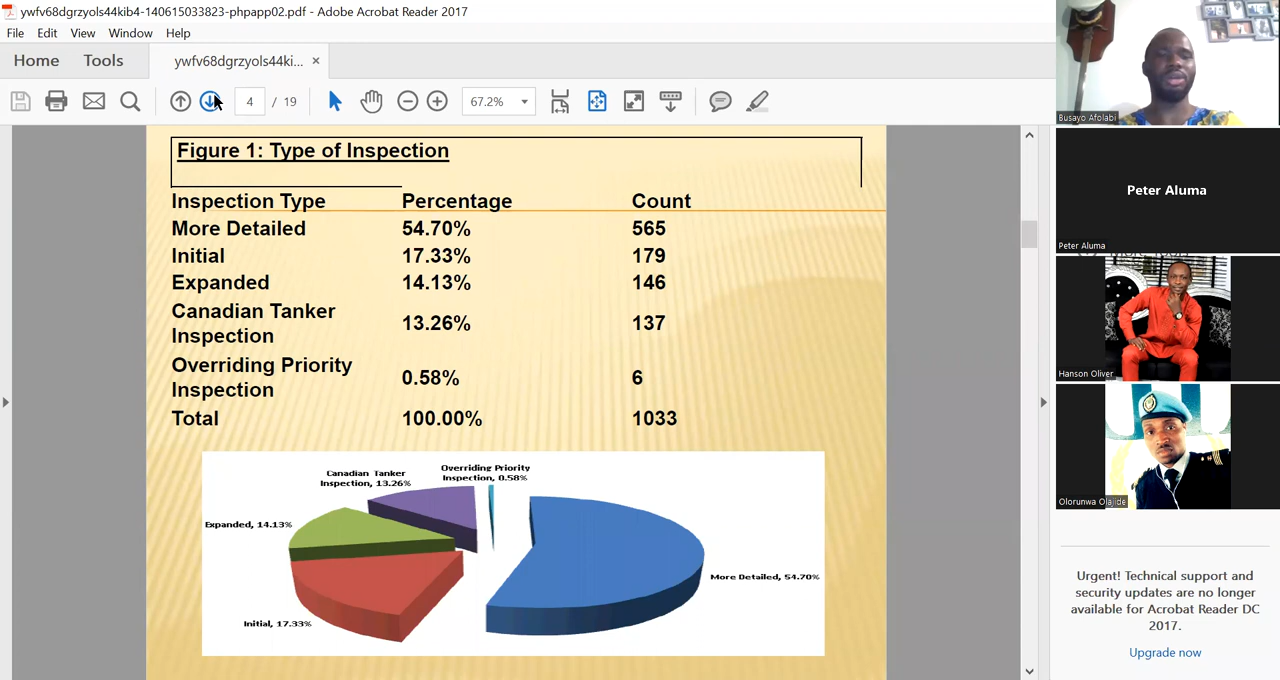 ywfv68dgrzyols44kib4-140615033823-phpapp02.pdf - Adobe Acrobat Reader 2017
File Edit View Window Help
Home Tools ywfv68dgrzyols44ki... ×
4 / 19 67.2%
Figure 1: Type of Inspection
Inspection Type Percentage Count
More Detailed 54.70% 565
Initial 17.33% 179
Expanded 14.13% 146
Canadian Tanker
Inspection 13.26% 137
Overriding Priority
Inspection 0.58% 6
Total 100.00% 1033
Canadian Tanker
Inspection, 13.26%
Overriding Priority
Inspection, 0.58%
Expanded, 14.13%
More Detailed, 54.70%
Initial, 17.33%
Busayo Afolabi
Peter Aluma
Peter Aluma
Hanson Oliver
Olorunwa Olajide
Urgent! Technical support and
security updates are no longer
available for Acrobat Reader DC
2017.
Upgrade now